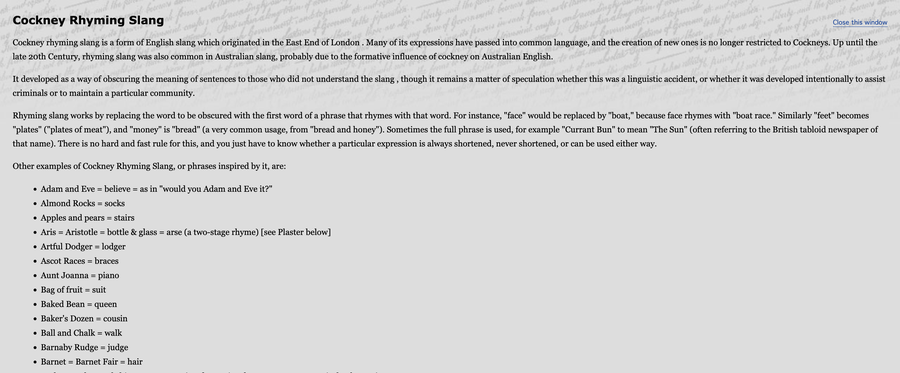 Cockney Rhyming Slang
Close this window
Cockney rhyming slang is a form of English slang which originated in the East End of London . Many of its expressions have passed into common language, and the creation of new ones is no longer restricted to Cockneys. Up until the
late 20th Century, rhyming slang was also common in Australian slang, probably due to the formative influence of cockney on Australian English.
It developed as a way of obscuring the meaning of sentences to those who did not understand the slang , though it remains a matter of speculation whether this was a linguistic accident, or whether it was developed intentionally to assist
criminals or to maintain a particular community.
Rhyming slang works by replacing the word to be obscured with the first word of a phrase that rhymes with that word. For instance, "face" would be replaced by "boat," because face rhymes with "boat race." Similarly "feet" becomes
"plates" ("plates of meat"), and "money" is "bread" (a very common usage, from "bread and honey"). Sometimes the full phrase is used, for example "Currant Bun" to mean "The Sun" (often referring to the British tabloid newspaper of
that name). There is no hard and fast rule for this, and you just have to know whether a particular expression is always shortened, never shortened, or can be used either way.
Other examples of Cockney Rhyming Slang, or phrases inspired by it, are:
• Adam and Eve = believe = as in "would you Adam and Eve it?"
• Almond Rocks = socks
• Apples and pears = stairs
• Aris = Aristotle = bottle & glass = arse (a two-stage rhyme) [see Plaster below]
• Artful Dodger = lodger
• Ascot Races = braces
• Aunt Joanna = piano
• Bag of fruit = suit
• Baked Bean = queen
• Baker's Dozen = cousin
• Ball and Chalk = walk
• Barnaby Rudge = judge
• Barnet = Barnet Fair = hair